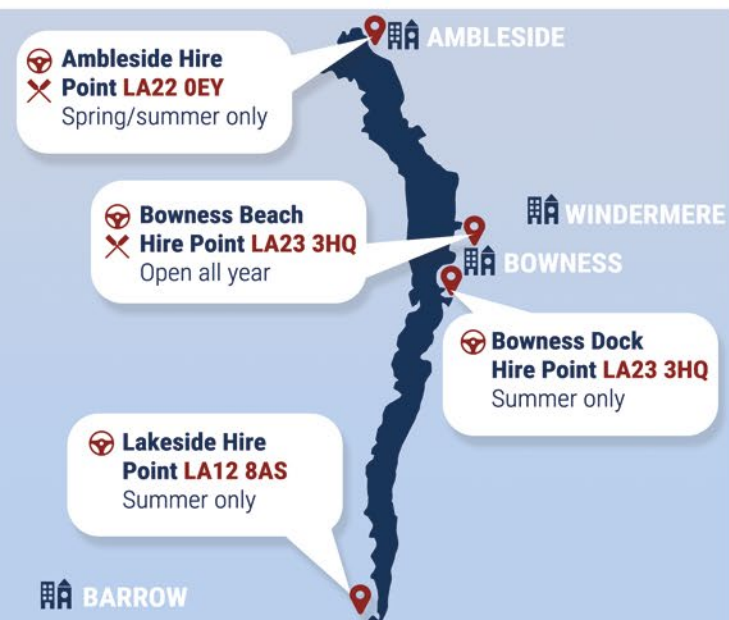 AMBLESIDE
Ambleside Hire
Point LA22 0EY
Spring/summer only
Bowness Beach
Hire Point LA23 3HQ
Open all year
WINDERMERE
BOWNESS
Bowness Dock
Hire Point LA23 3HQ
Summer only
Lakeside Hire
Point LA12 8AS
Summer only
BARROW